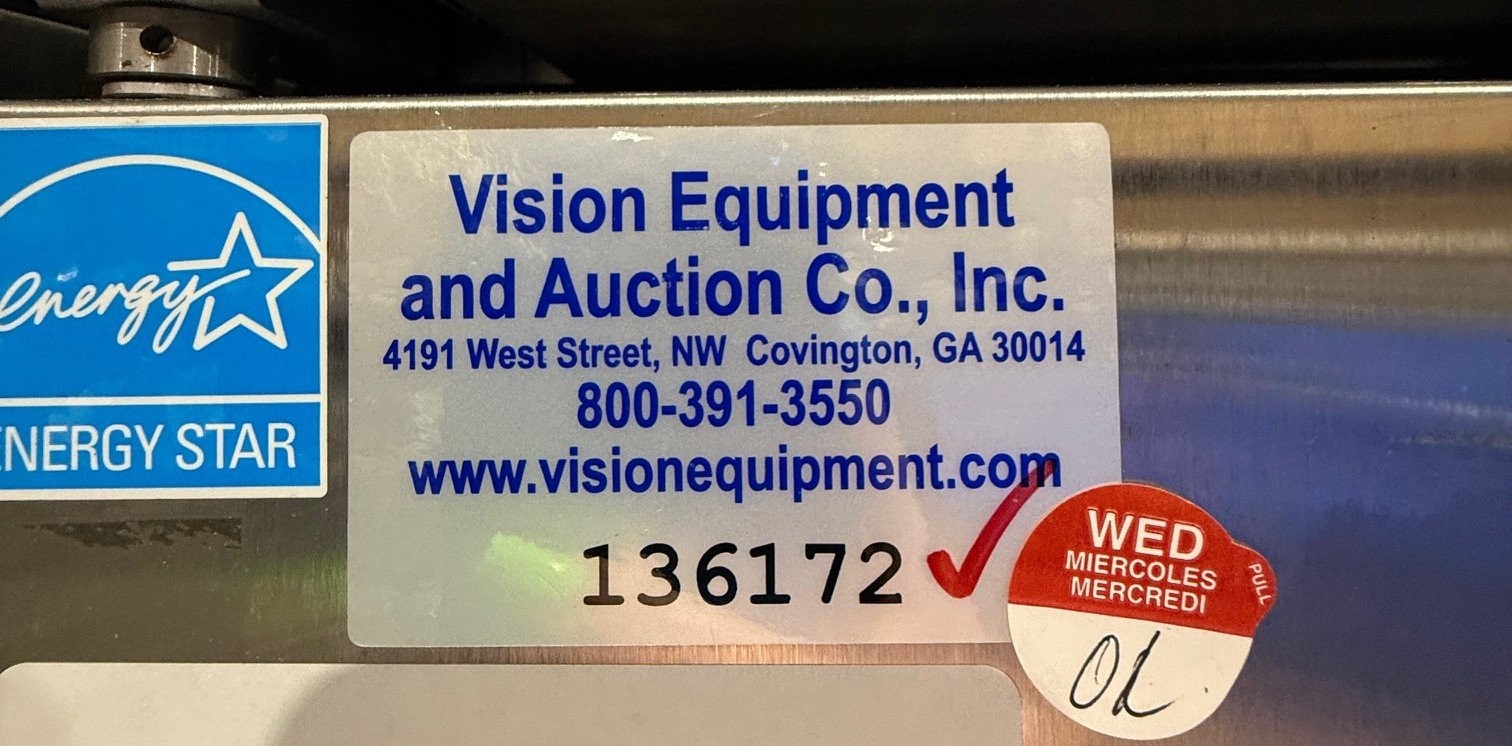 energy
ENERGY STAR
Vision Equipment
and Auction Co., Inc.
4191 West Street, NW Covington, GA 30014
800-391-3550
www.visionequipment.com
136172
WED
MIERCOLES
MERCREDI
PULL